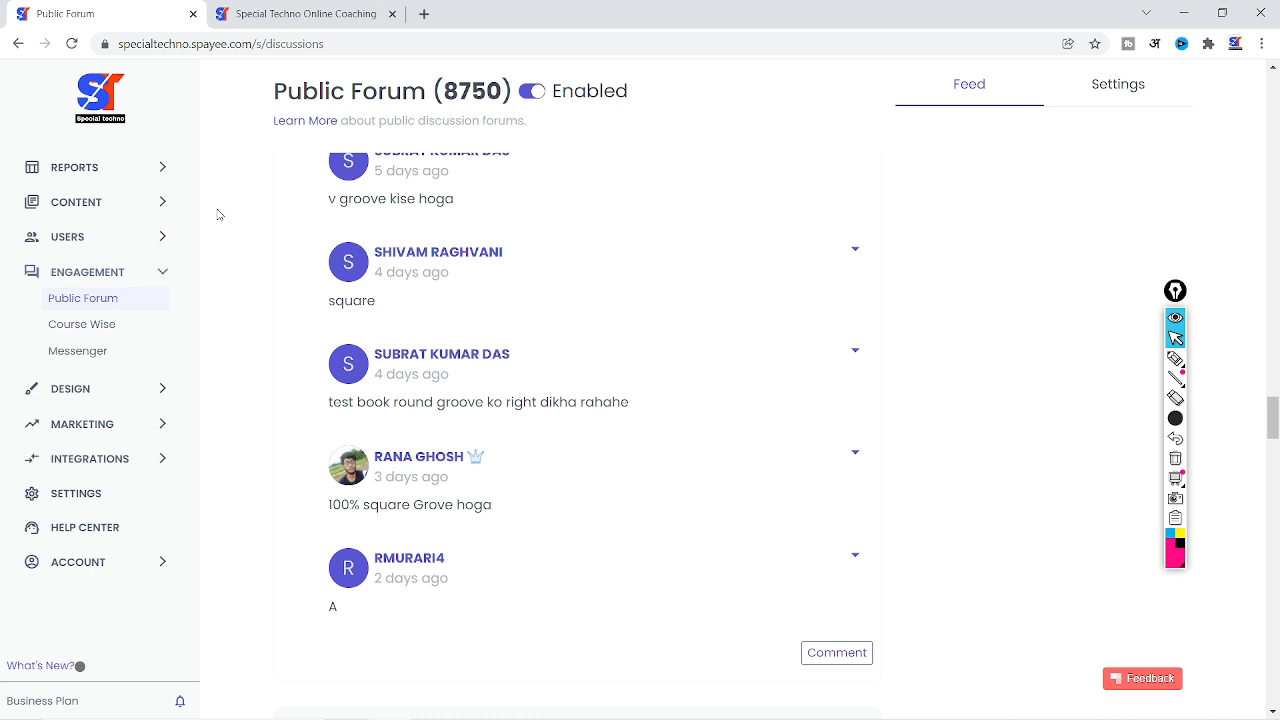 Public Forum
Special Techno Online Coaching
specialtechno.spayee.com/s/discussions
ST
Special techno
REPORTS
CONTENT
USERS
ENGAGEMENT
Public Forum
Course Wise
Messenger
DESIGN
MARKETING
INTEGRATIONS
SETTINGS
HELP CENTER
ACCOUNT
What's New?
Business Plan
Public Forum (8750) Enabled
Learn More about public discussion forums.
Feed
Settings
S
SUBRAT KUMAR DAS
5 days ago
v groove kise hoga
S
SHIVAM RAGHVANI
4 days ago
square
S
SUBRAT KUMAR DAS
4 days ago
test book round groove ko right dikha rahahe
RANA GHOSH
3 days ago
100% square Grove hoga
R
RMURARI4
2 days ago
A
Comment
Feedback